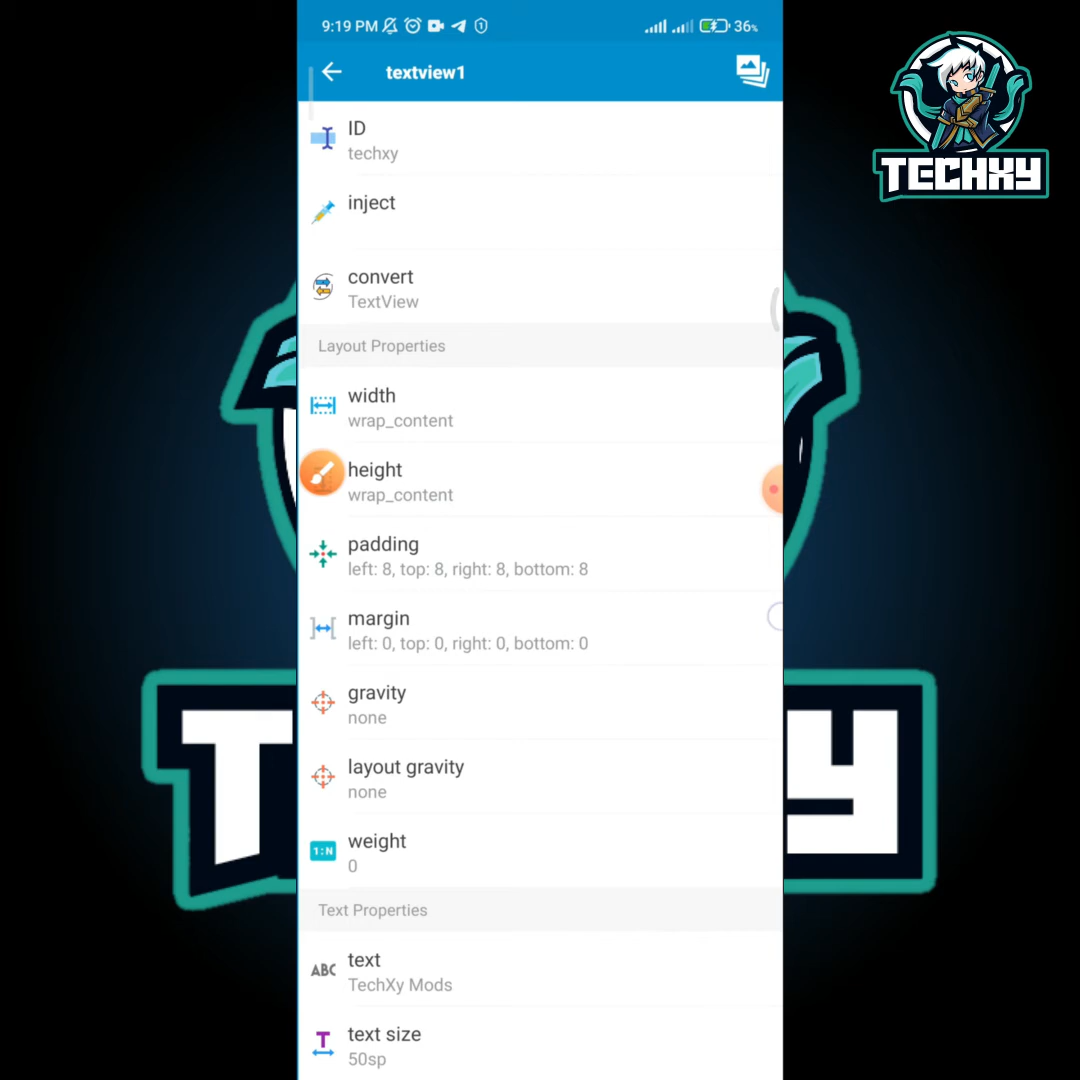 9:19 PM
36%
textview1
TECHXY
ID
techxy
inject
convert
TextView
Layout Properties
width
wrap_content
height
wrap_content
padding
left: 8, top: 8, right: 8, bottom: 8
margin
left: 0, top: 0, right: 0, bottom: 0
gravity
none
layout gravity
none
1:N
weight
0
Text Properties
ABC
text
TechXy Mods
T
text size
50sp
T
Y